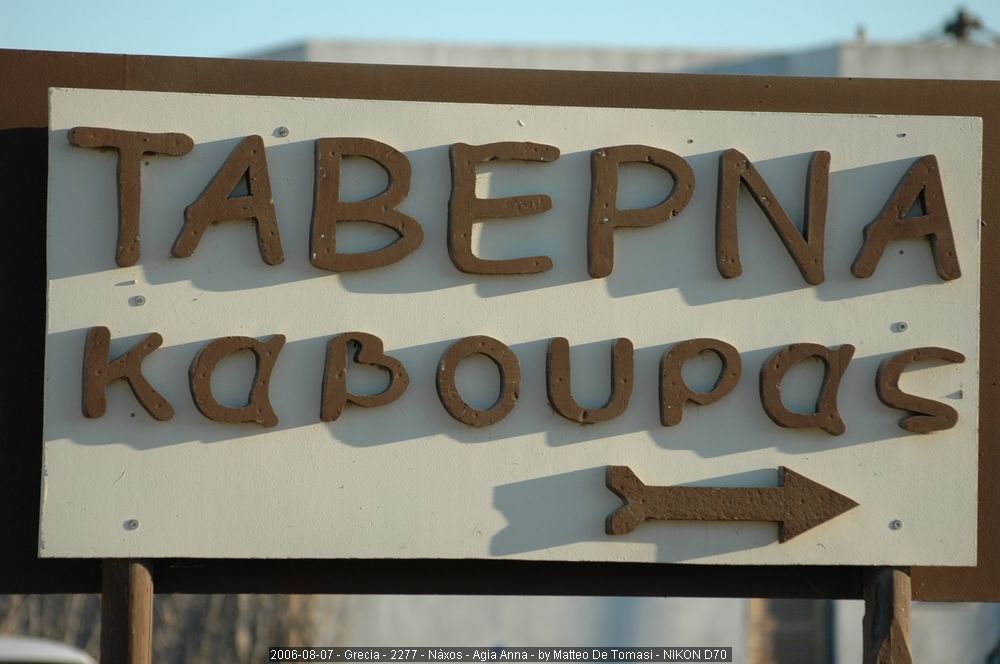 ΤΑΒΕΡΝΑ
καβουρας
2006-08-07 - Grecia - 2277 - Nàxos - Agia Anna - by Matteo De Tomasi - NIKON D70